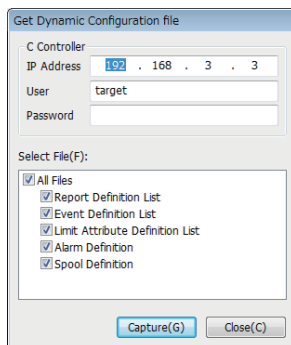 Get Dynamic Configuration file
C Controller
IP Address 192 . 168 . 3 . 3
User target
Password
Select File(F):
All Files
Report Definition List
Event Definition List
Limit Attribute Definition List
Alarm Definition
Spool Definition
Capture(G) Close(C)